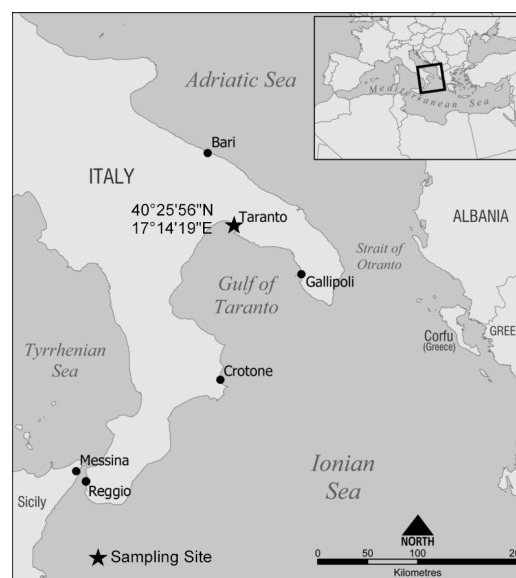 Mediterranean Sea
Adriatic Sea
Bari
ITALY
40°25'56"N
17°14'19"E
Taranto
ALBANIA
Strait of
Otranto
Gallipoli
Gulf of
Taranto
Corfu
(Greece)
GREE
Tyrrhenian
Sea
Crotone
Messina
Reggio
Sicily
Ionian
Sea
NORTH
0 50 100 200
Kilometres
Sampling Site